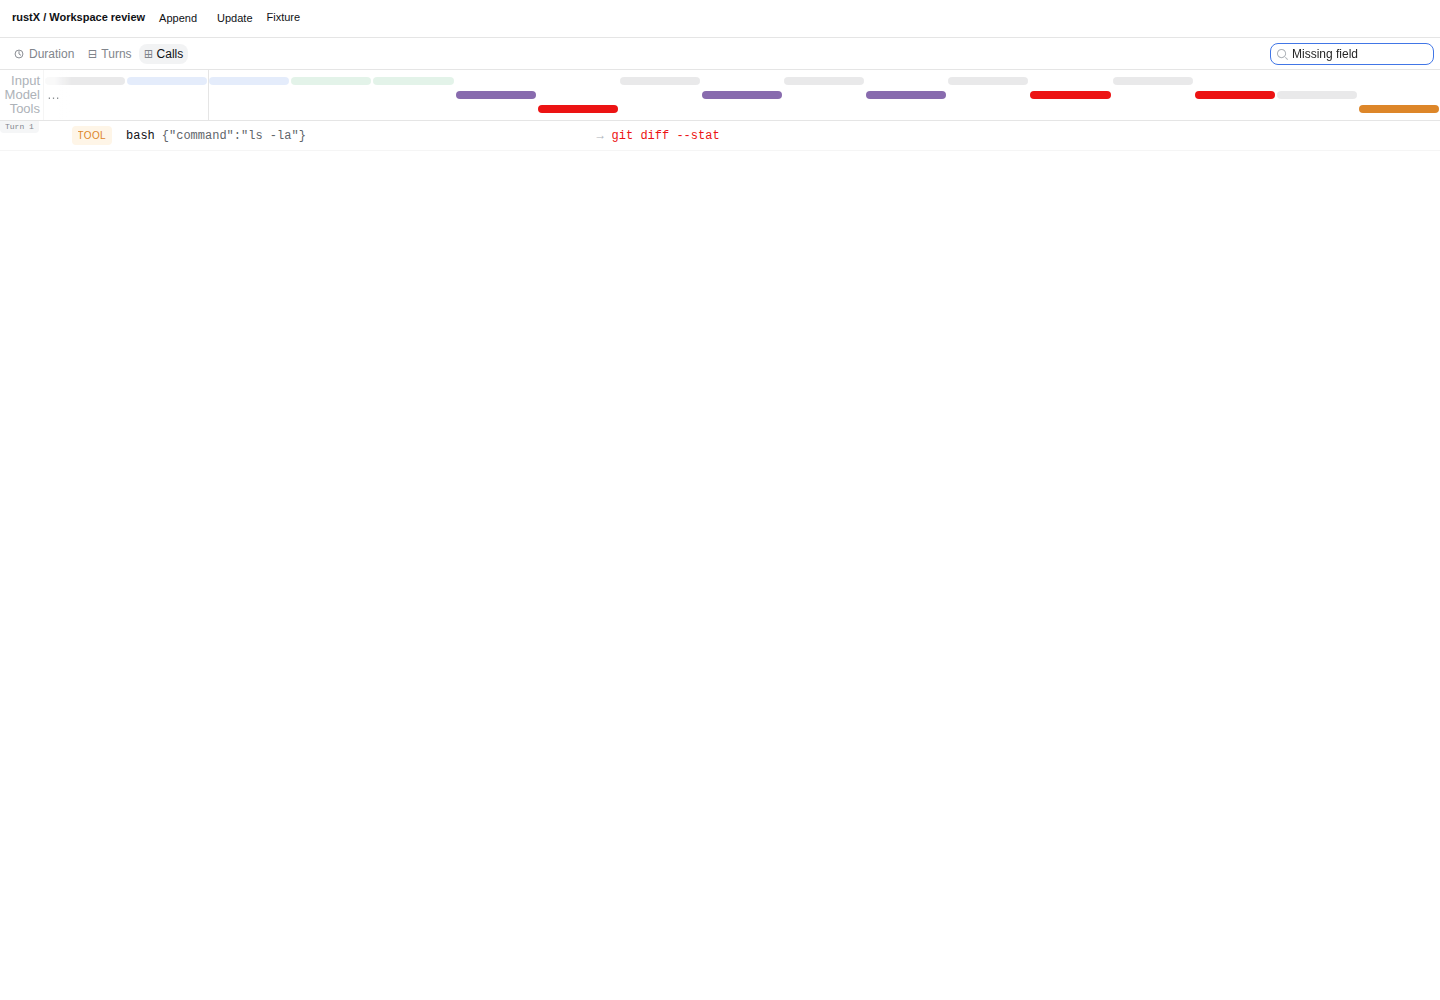 rustX / Workspace review Append Update Fixture
Duration Turns Calls Missing field
Input
Model ...
Tools
Turn 1
TOOL bash {"command":"ls -la"} → git diff --stat